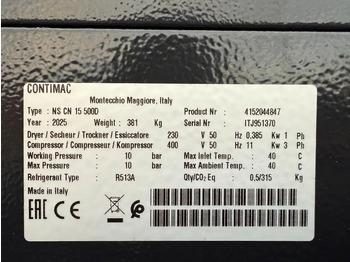 CONTIMAC
Montecchio Maggiore, Italy
Type : NS CN 15 500D Product Nr : 4152044847
Year : 2025 Weight : 381 Kg Serial Nr : ITJ951370
Dryer / Secheur / Trockner / Essiccatore 230 V 50 Hz 0,385 Kw 1 Ph
Compressor / Compresseur / Kompressor 400 V 50 Hz 11 Kw 3 Ph
Working Pressure : 10 bar Max Inlet Temp. : 40 C
Max Pressure : 10 bar Max Ambient Temp. : 40 C
Refrigerant Type : R513A Qty/CO2 Eq : 0,5/315 Kg
EAC CE